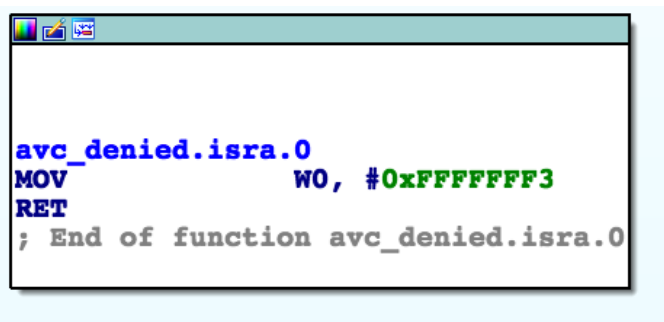 avc_denied.isra.0
MOV W0, #0xFFFFFFF3
RET
; End of function avc_denied.isra.0